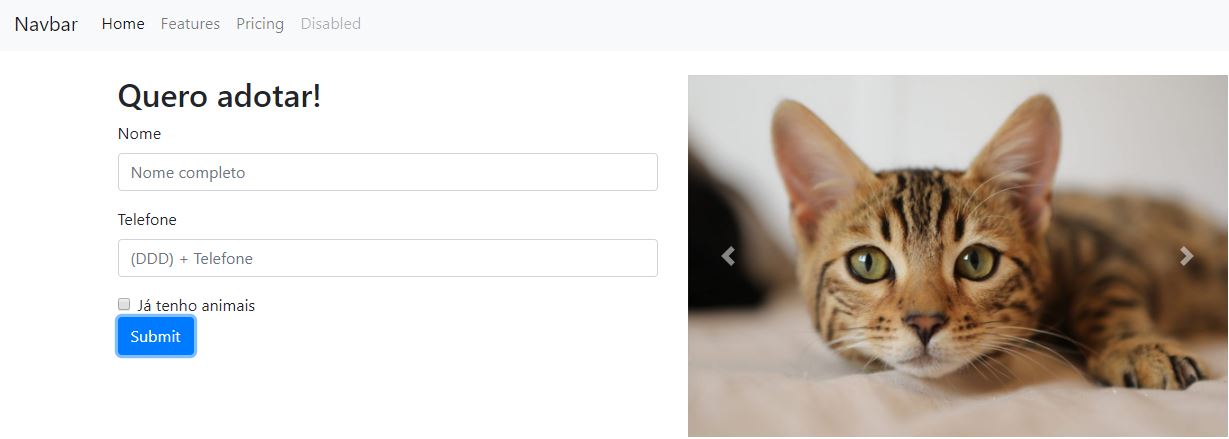 Navbar Home Features Pricing Disabled
Quero adotar!
Nome
Nome completo
Telefone
(DDD) + Telefone
Já tenho animais
Submit